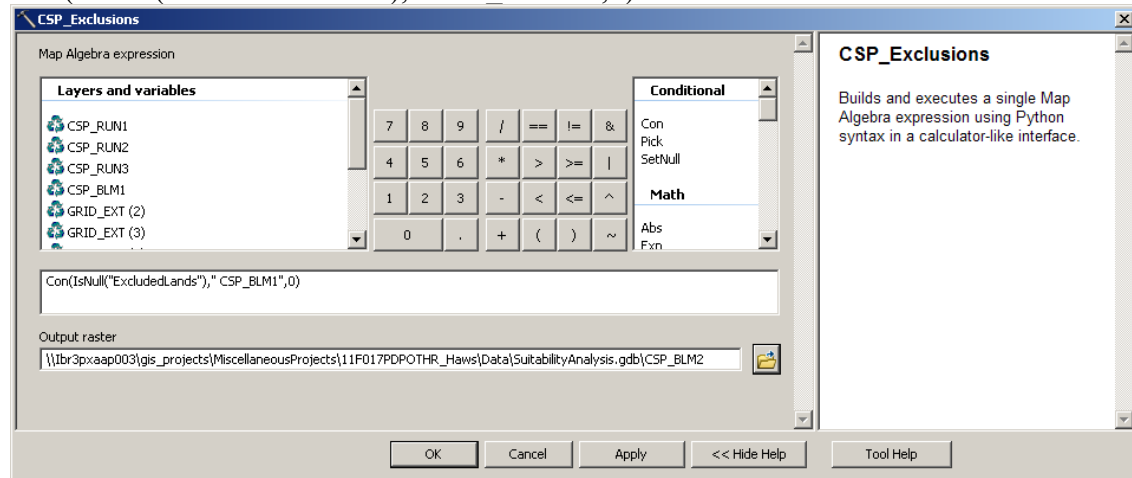 CSP_Exclusions
Map Algebra expression
Layers and variables
CSP_RUN1
CSP_RUN2
CSP_RUN3
CSP_BLM1
GRID_EXT (2)
GRID_EXT (3)
7 8 9 / == != &
4 5 6 * > >= |
1 2 3 - < <= ^
0 . + ( ) ~
Conditional
Con
Pick
SetNull
Math
Abs
Exp
Con(IsNull("ExcludedLands")," CSP_BLM1",0)
Output raster
\\Ibr3pxaap003\gis_projects\MiscellaneousProjects\11F017PDPOTHR_Haws\Data\SuitabilityAnalysis.gdb\CSP_BLM2
OK Cancel Apply << Hide Help Tool Help
CSP_Exclusions
Builds and executes a single Map
Algebra expression using Python
syntax in a calculator-like interface.